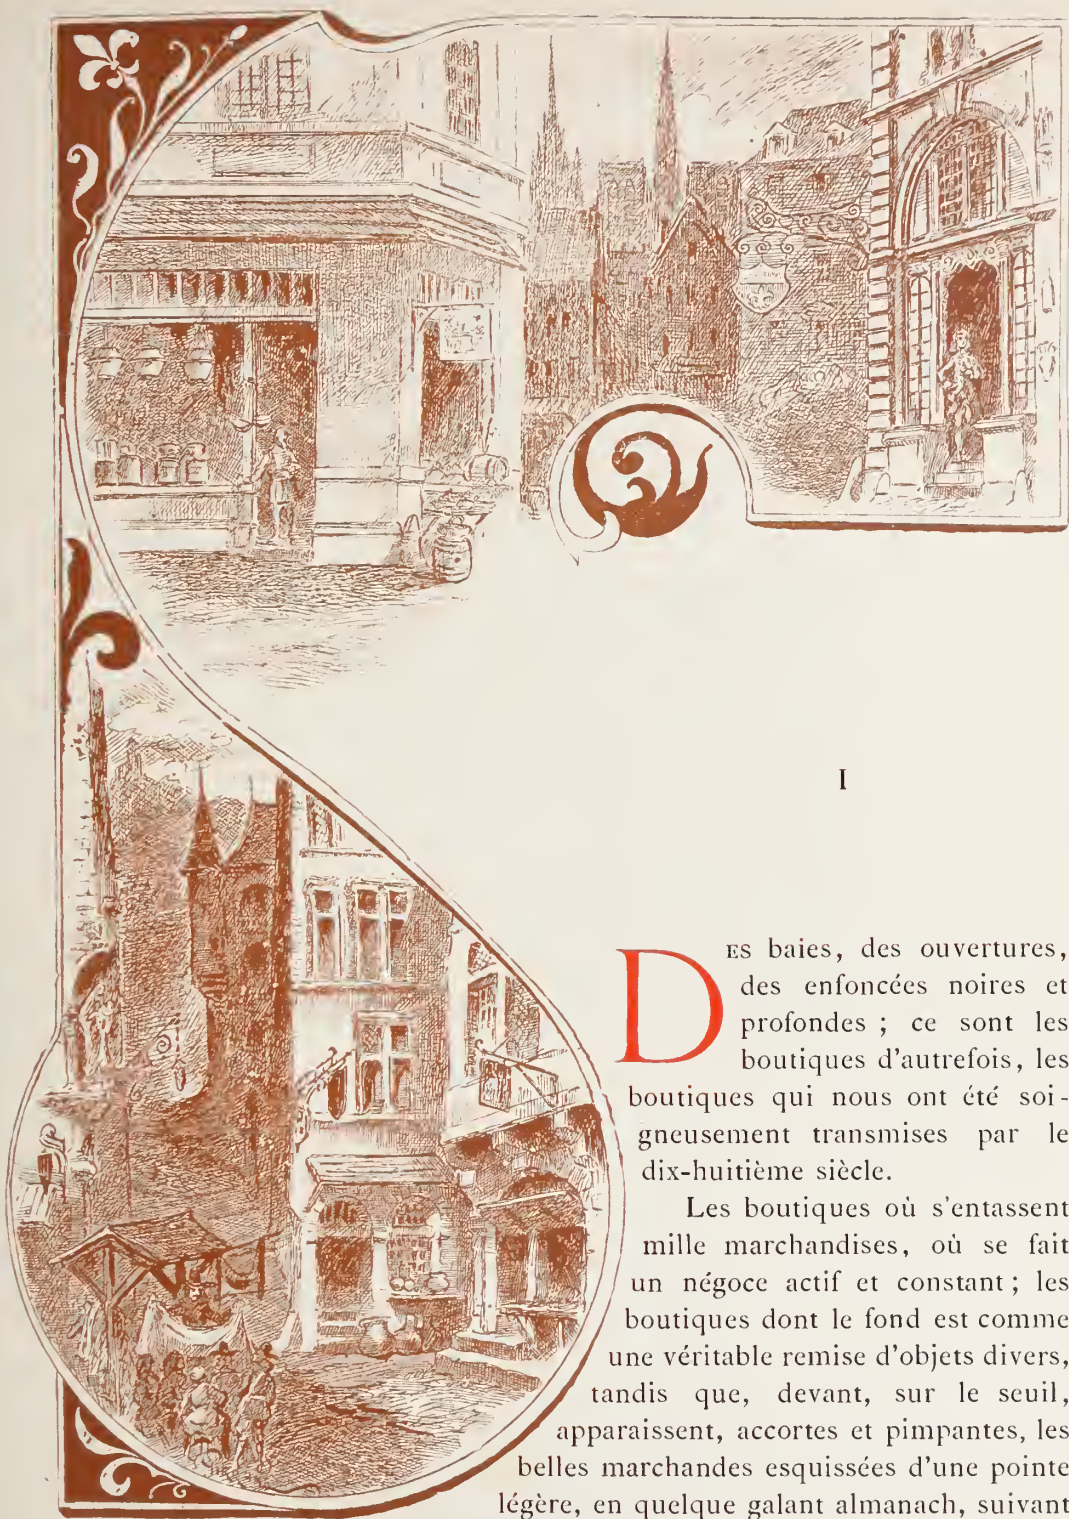 I
DES baies, des ouvertures,
des enfoncées noires et
profondes ; ce sont les
boutiques d'autrefois, les
boutiques qui nous ont été soi-
gneusement transmises par le
dix-huitième siècle.
Les boutiques où s'entassent
mille marchandises, où se fait
un négoce actif et constant ; les
boutiques dont le fond est comme
une véritable remise d'objets divers,
tandis que, devant, sur le seuil,
apparaissent, accortes et pimpantes, les
belles marchandes esquissées d'une pointe
légère, en quelque galant almanach, suivant